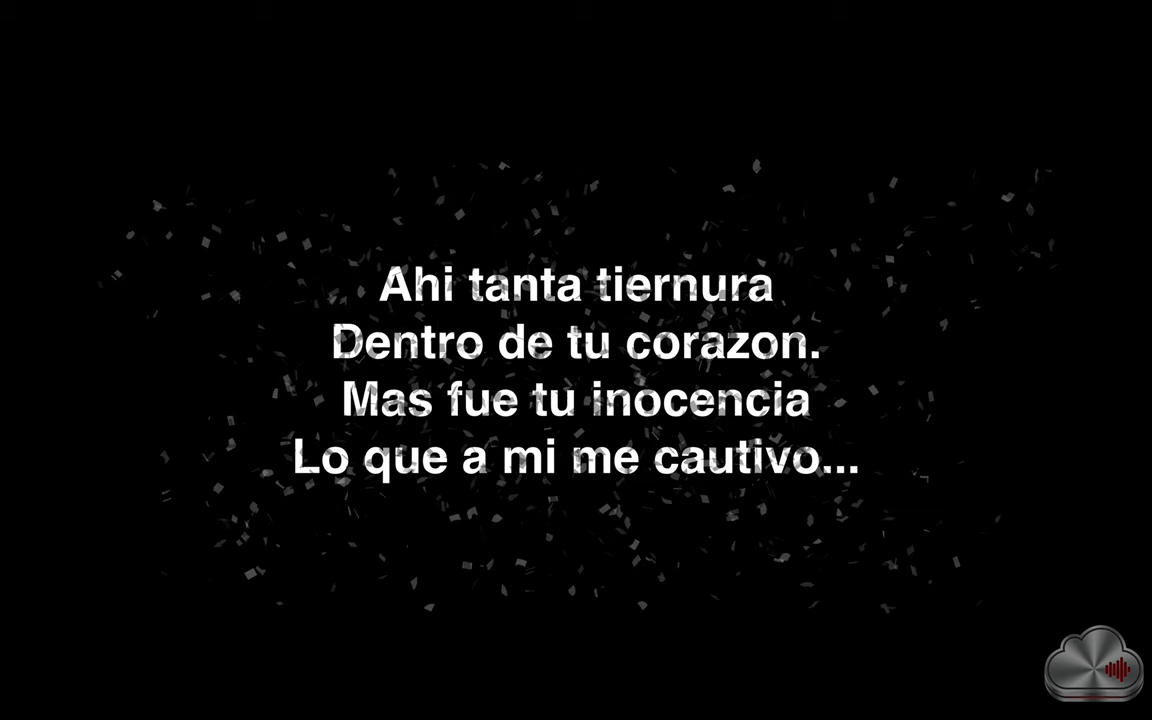 Ahi tanta tiernura
Dentro de tu corazon.
Mas fue tu inocencia
Lo que a mi me cautivo...